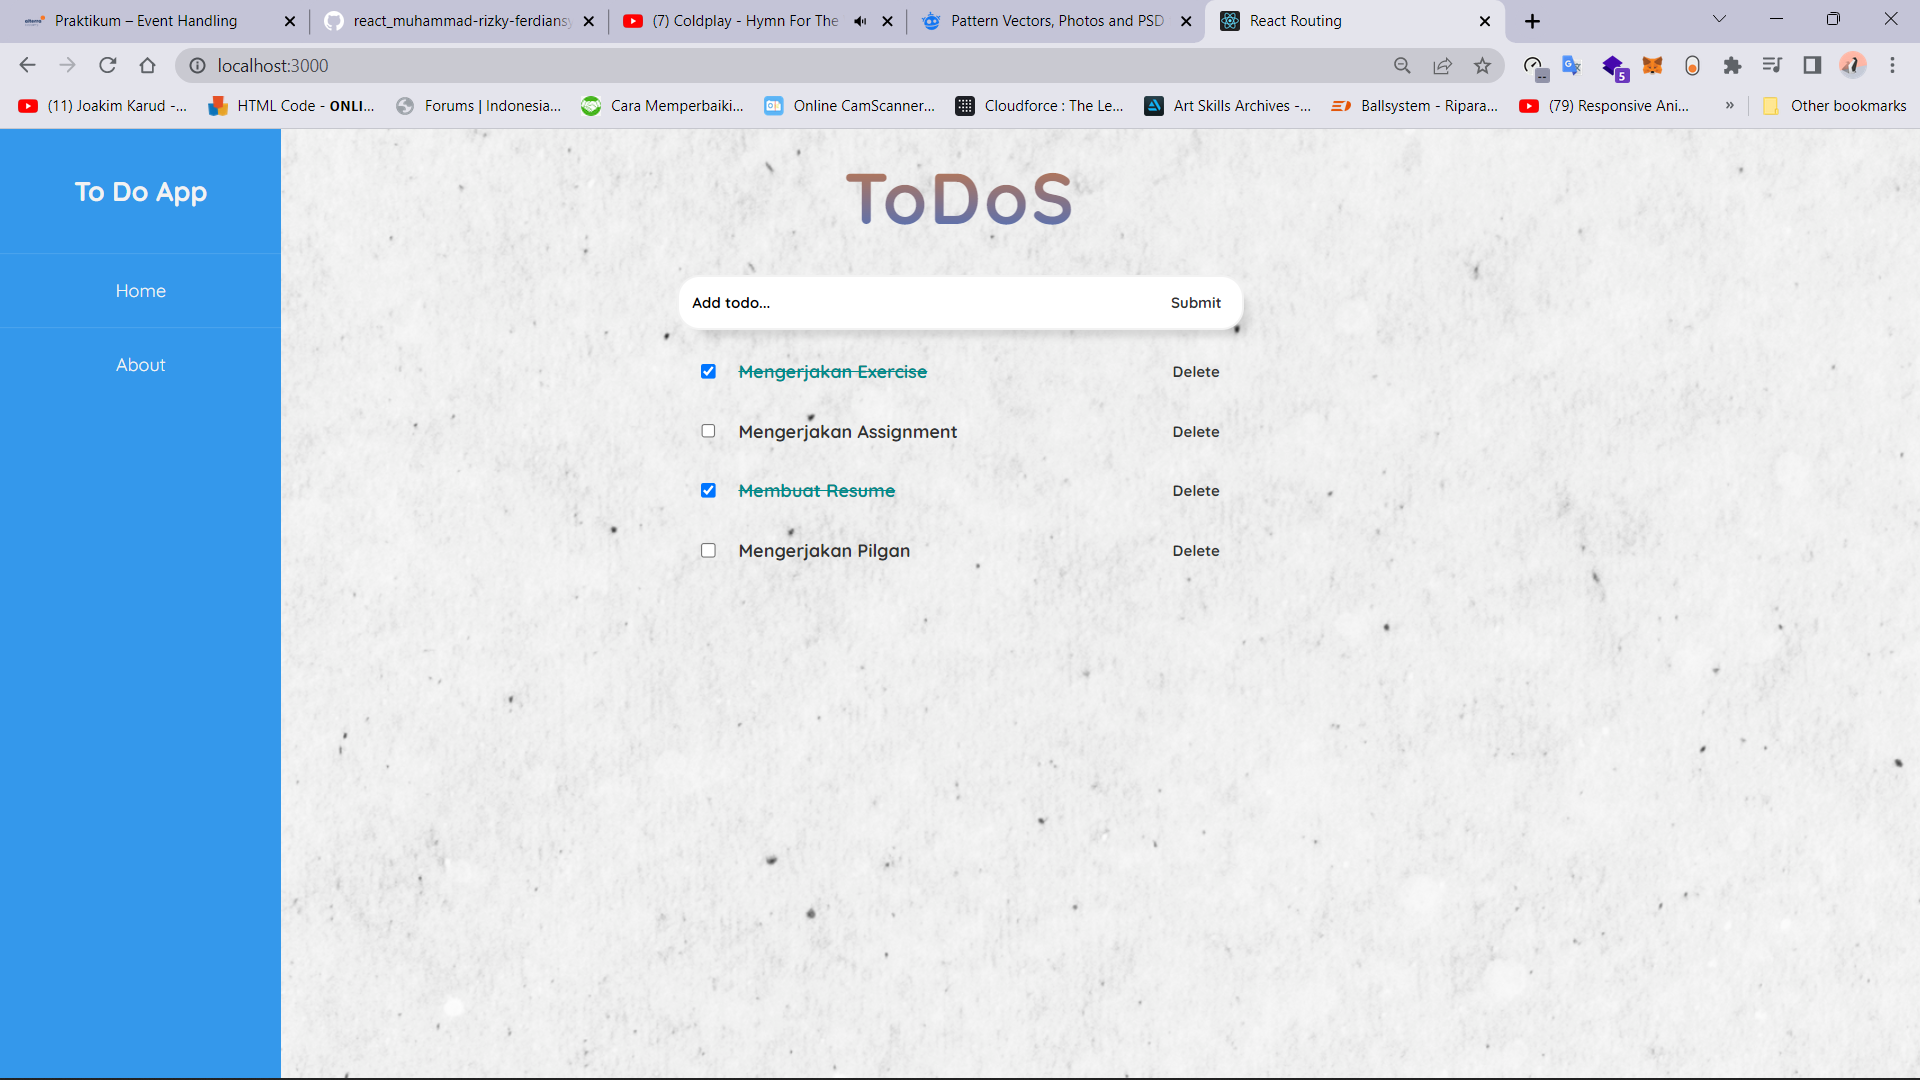 Praktikum – Event Handling
react_muhammad-rizky-ferdians
(7) Coldplay - Hymn For The
Pattern Vectors, Photos and PSD
React Routing
localhost:3000
5
(11) Joakim Karud -...
HTML Code - ONLI...
Forums | Indonesia...
Cara Memperbaiki...
Online CamScanner...
Cloudforce : The Le...
Art Skills Archives -...
Ballsystem - Ripara...
(79) Responsive Ani...
»
Other bookmarks
To Do App
Home
About
ToDoS
Add todo...
Submit
Mengerjakan Exercise
Delete
Mengerjakan Assignment
Delete
Membuat Resume
Delete
Mengerjakan Pilgan
Delete